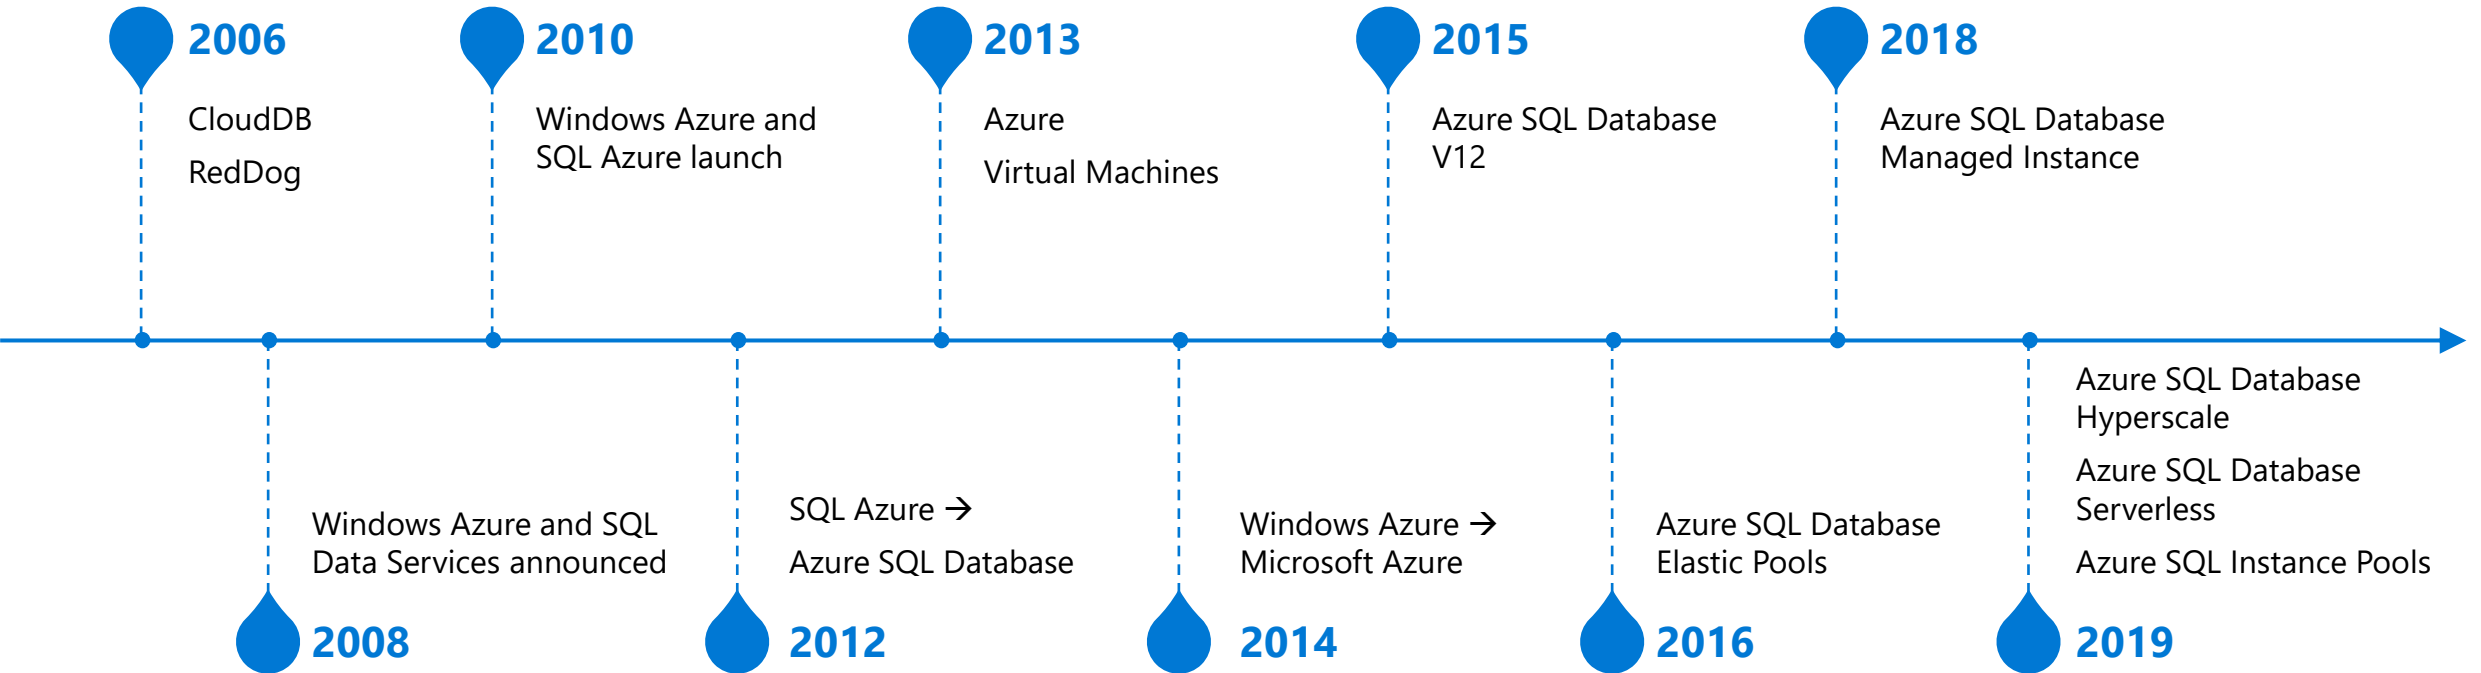 2006
CloudDB
RedDog
2010
Windows Azure and
SQL Azure launch
2013
Azure
Virtual Machines
2015
Azure SQL Database
V12
2018
Azure SQL Database
Managed Instance
Windows Azure and SQL
Data Services announced
2008
SQL Azure →
Azure SQL Database
2012
Windows Azure →
Microsoft Azure
2014
Azure SQL Database
Elastic Pools
2016
Azure SQL Database
Hyperscale
Azure SQL Database
Serverless
Azure SQL Instance Pools
2019